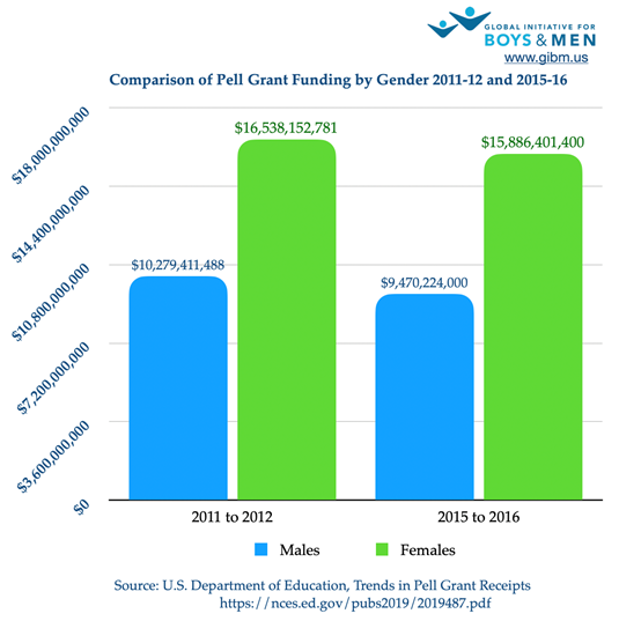 GLOBAL INITIATIVE FOR
BOYS & MEN
www.gibm.us
Comparison of Pell Grant Funding by Gender 2011-12 and 2015-16
$18,000,000,000
$14,400,000,000
$10,800,000,000
$7,200,000,000
$3,600,000,000
$0
$10,279,411,488
$16,538,152,781
$9,470,224,000
$15,886,401,400
2011 to 2012
2015 to 2016
Males
Females
Source: U.S. Department of Education, Trends in Pell Grant Receipts
https://nces.ed.gov/pubs2019/2019487.pdf